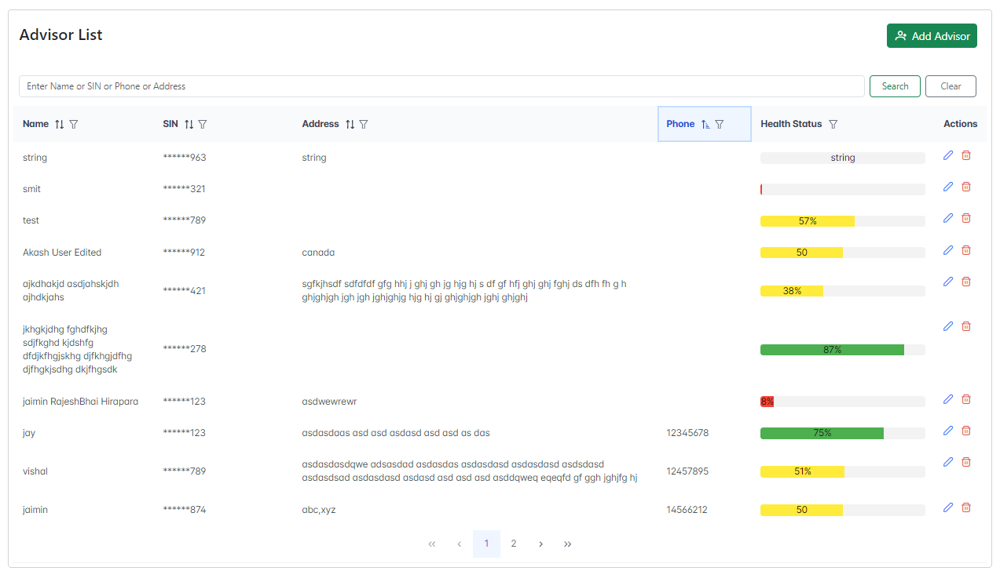 Advisor List
Add Advisor
Enter Name or SIN or Phone or Address
Search
Clear
Name SIN Address Phone Health Status Actions
string ******963 string string
smit ******321
test ******789 57%
Akash User Edited ******912 canada 50
ajkdhakjd asdjahskjdh
ajhdkjahs
******421
sgfkjhsdf sdfdfdf gfg hhj j ghj gh jg hjg hj s df gf hfj ghj ghj fghj ds dfh fh g h
ghjghjgh jgh jgh jghjghjg hjg hj gj ghjghjgh jghj ghjghj
38%
jkhgkjdhg fghdfkjhg
sdjfkghd kjdshfg
dfdjkfhgjskhg djfkhgjdfhg
djfhgkjsdhg dkjfhgsdk
******278
87%
jaimin RajeshBhai Hirapara ******123 asdwewrewr 8%
jay ******123 asdasdaas asd asd asdasd asd asd as das 12345678 75%
vishal ******789
asdasdasdqwe adsasdad asdasdas asdasdasd asdasdasd asdsdasd
asdasdsad asdasdasd asdasd asd asd asd asddqweq eqeqfd gf ggh jghjfg hj
12457895 51%
jaimin ******874 abc,xyz 14566212 50
« ‹ 1 2 › »